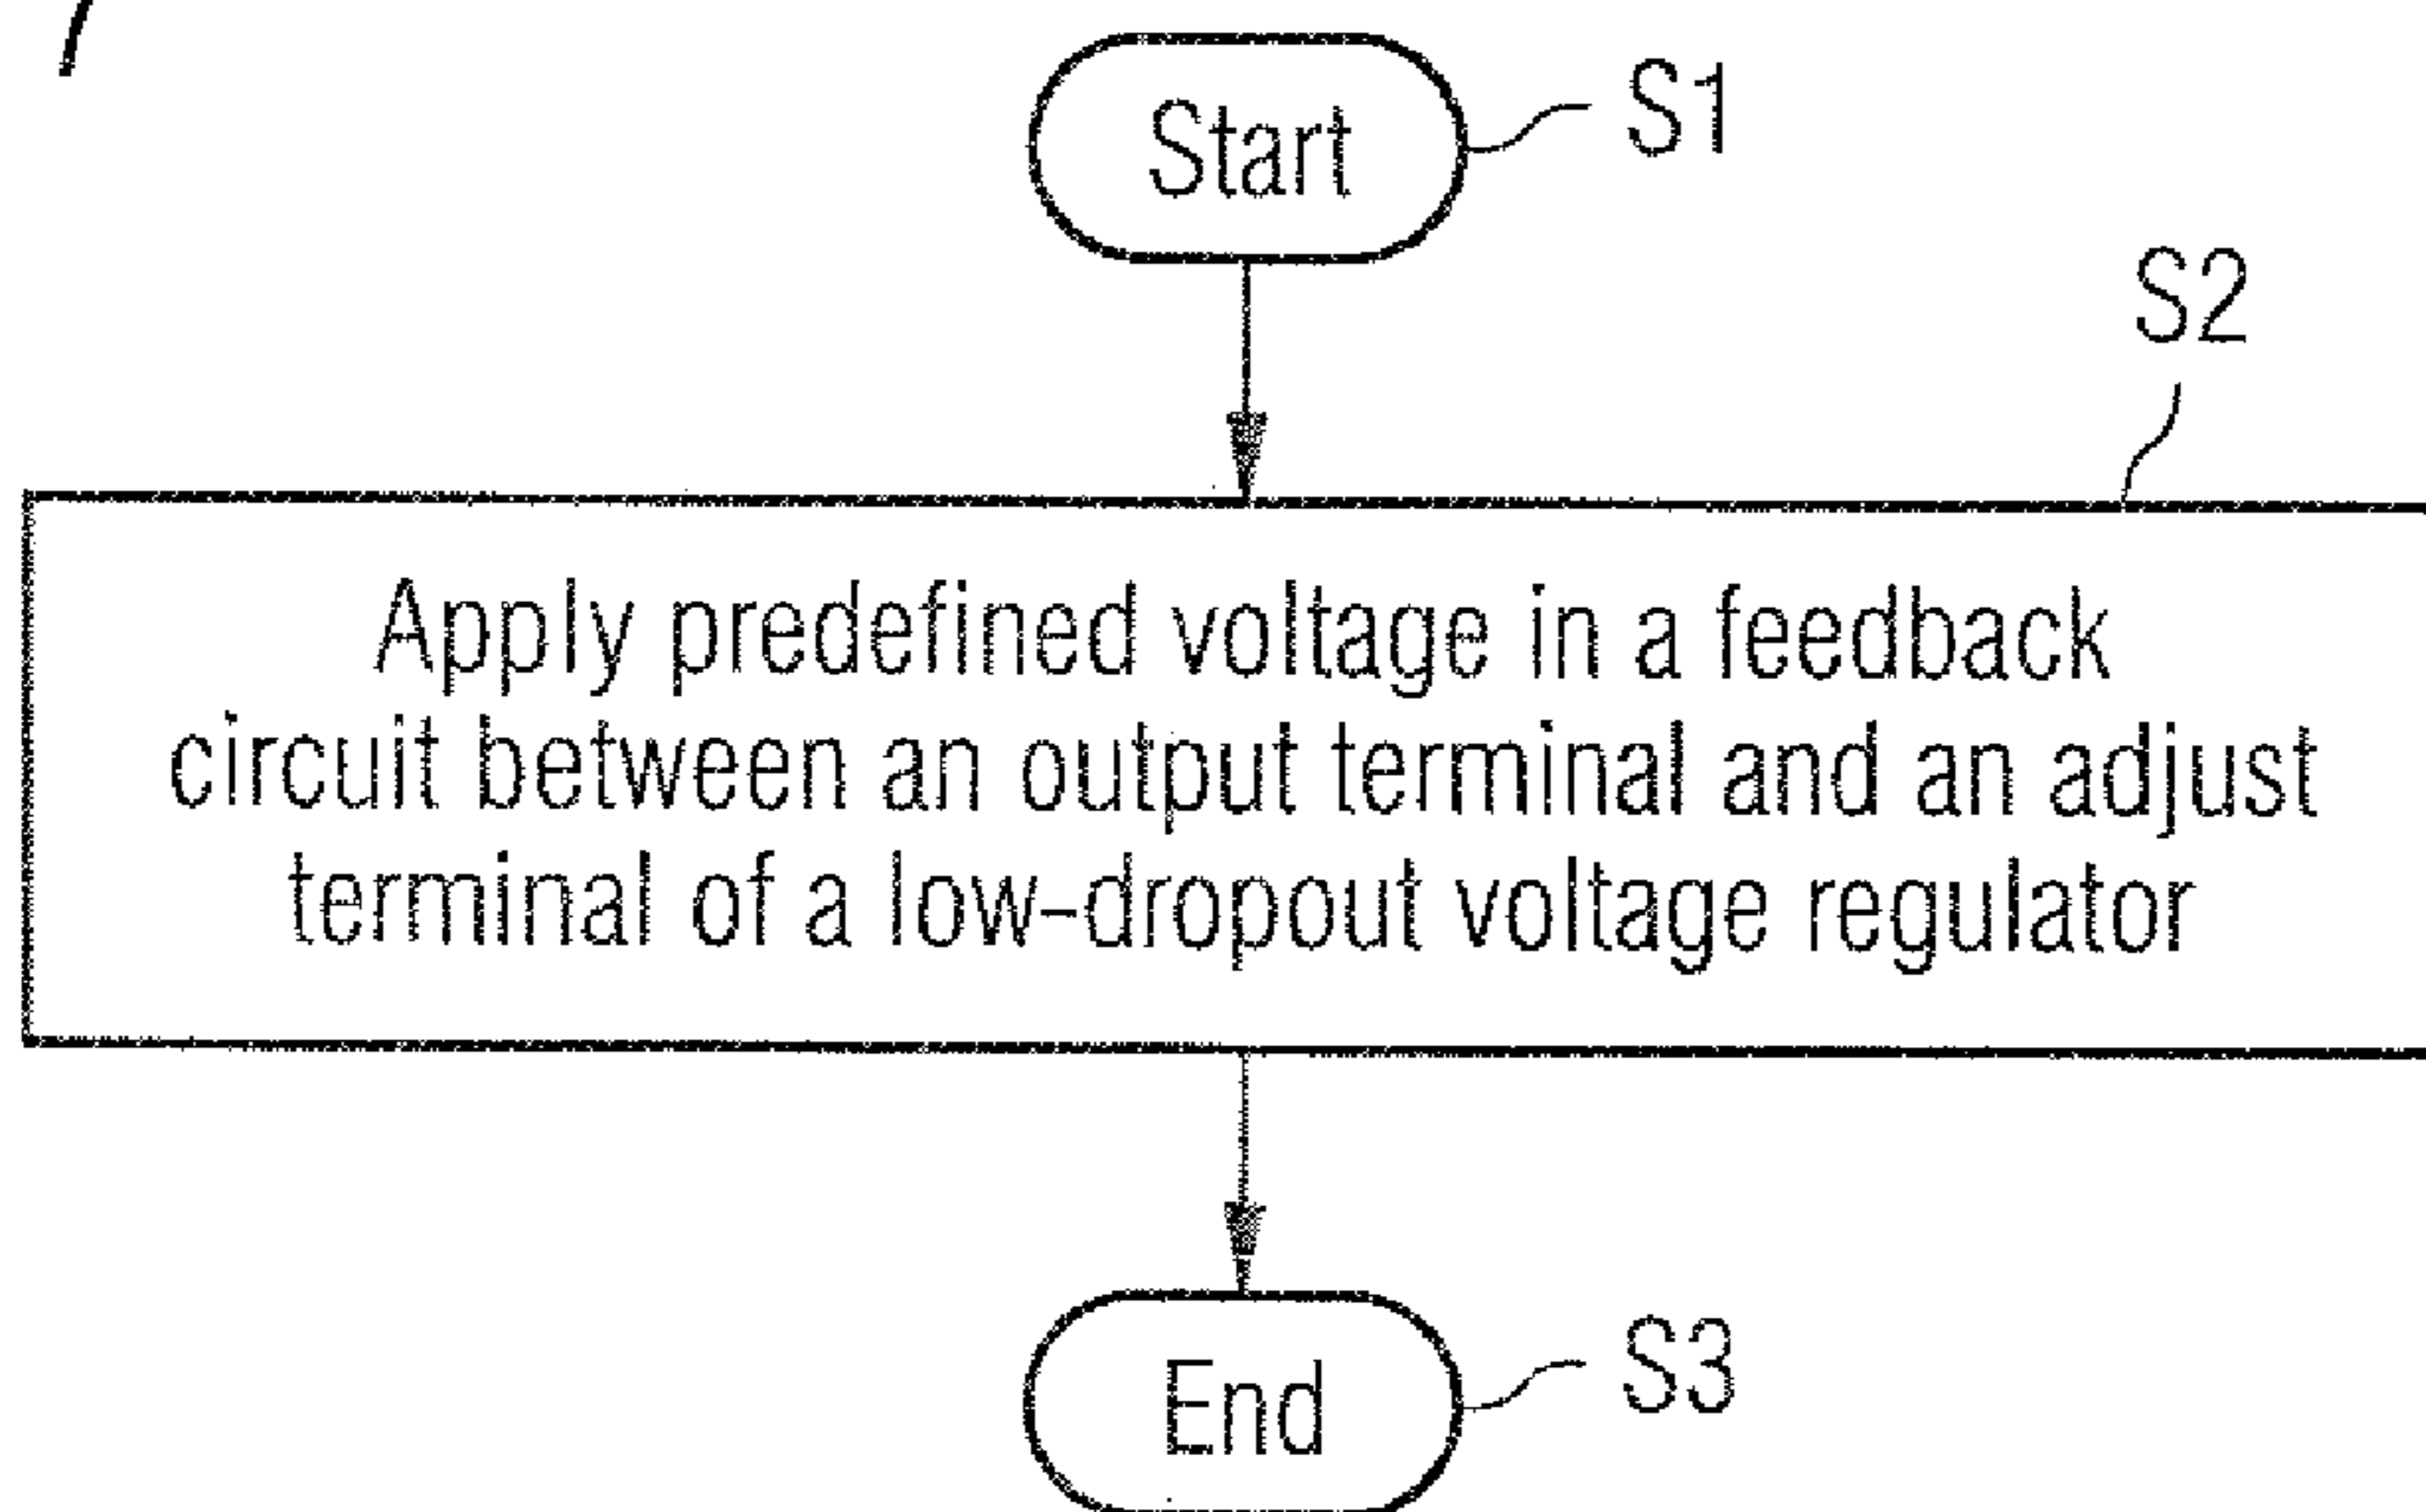 Start
S1
S2
Apply predefined voltage in a feedback
circuit between an output terminal and an adjust
terminal of a low-dropout voltage regulator
End
S3